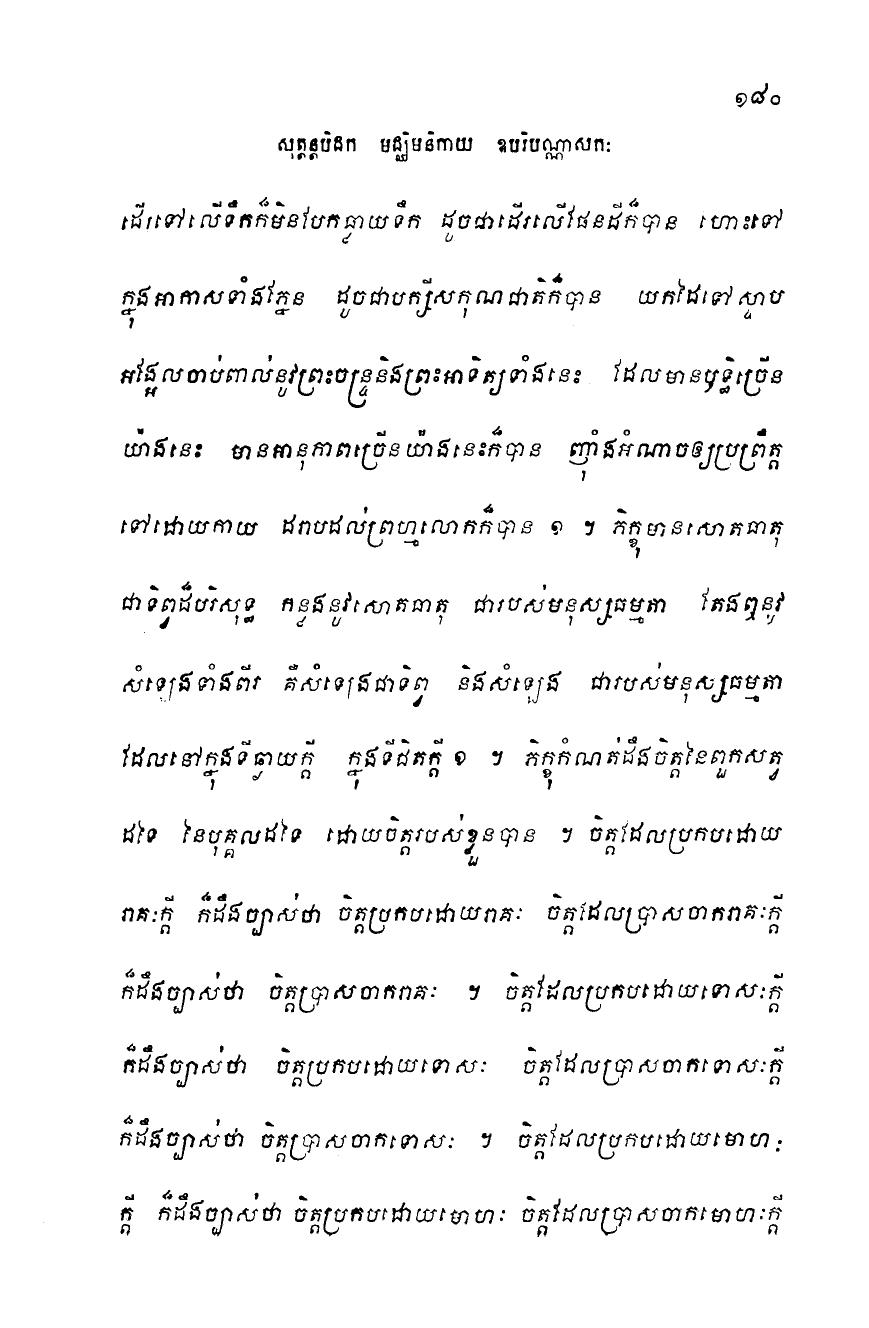 ១៨០
សុត្តន្តបិដក មជ្ឈិមនិកាយ ឧបរិបណ្ណាសកៈ
ដើរទៅលើទឹកក៏មិនបែកធ្លាយទឹក ដូចជាដើរលើផែនដីក៏បាន ហោះទៅ
ក្នុងអាកាសទាំងភ្នែន ដូចជាបក្សីសកុណជាតិក៏បាន យកដៃទៅស្ទាប
អង្អែលចាប់ពាល់នូវព្រះចន្ទ្រនិងព្រះអាទិត្យទាំងនេះ ដែលមានឫទ្ធិច្រើន
យ៉ាងនេះ មានអានុភាពច្រើនយ៉ាងនេះក៏បាន ញ៉ាំងអំណាចឲ្យប្រព្រឹត្ត
ទៅដោយកាយ ដរាបដល់ព្រហ្មលោកក៏បាន ១ ។ ភិក្ខុមានសោតធាតុ
ជាទិព្វដ៏បរិសុទ្ធ កន្លងនូវសោតធាតុ ជារបស់មនុស្សធម្មតា តែងឮនូវ
សំឡេងទាំងពីរ គឺសំឡេងជាទិព្វ និងសំឡេង ជារបស់មនុស្សធម្មតា
ដែលនៅក្នុងទីឆ្ងាយក្តី ក្នុងទីជិតក្តី ១ ។ ភិក្ខុកំណត់ដឹងចិត្តនៃពួកសត្វ
ដទៃ នៃបុគ្គលដទៃ ដោយចិត្តរបស់ខ្លួនបាន ។ ចិត្តដែលប្រកបដោយ
រាគៈក្តី ក៏ដឹងច្បាស់ថា ចិត្តប្រកបដោយរាគៈ ចិត្តដែលប្រាសចាករាគៈក្តី
ក៏ដឹងច្បាស់ថា ចិត្តប្រាសចាករាគៈ ។ ចិត្តដែលប្រកបដោយទោសៈក្តី
ក៏ដឹងច្បាស់ថា ចិត្តប្រកបដោយទោសៈ ចិត្តដែលប្រាសចាកទោសៈក្តី
ក៏ដឹងច្បាស់ថា ចិត្តប្រាសចាកទោសៈ ។ ចិត្តដែលប្រកបដោយមោហៈ
ក្តី ក៏ដឹងច្បាស់ថា ចិត្តប្រកបដោយមោហៈ ចិត្តដែលប្រាសចាកមោហៈក្តី